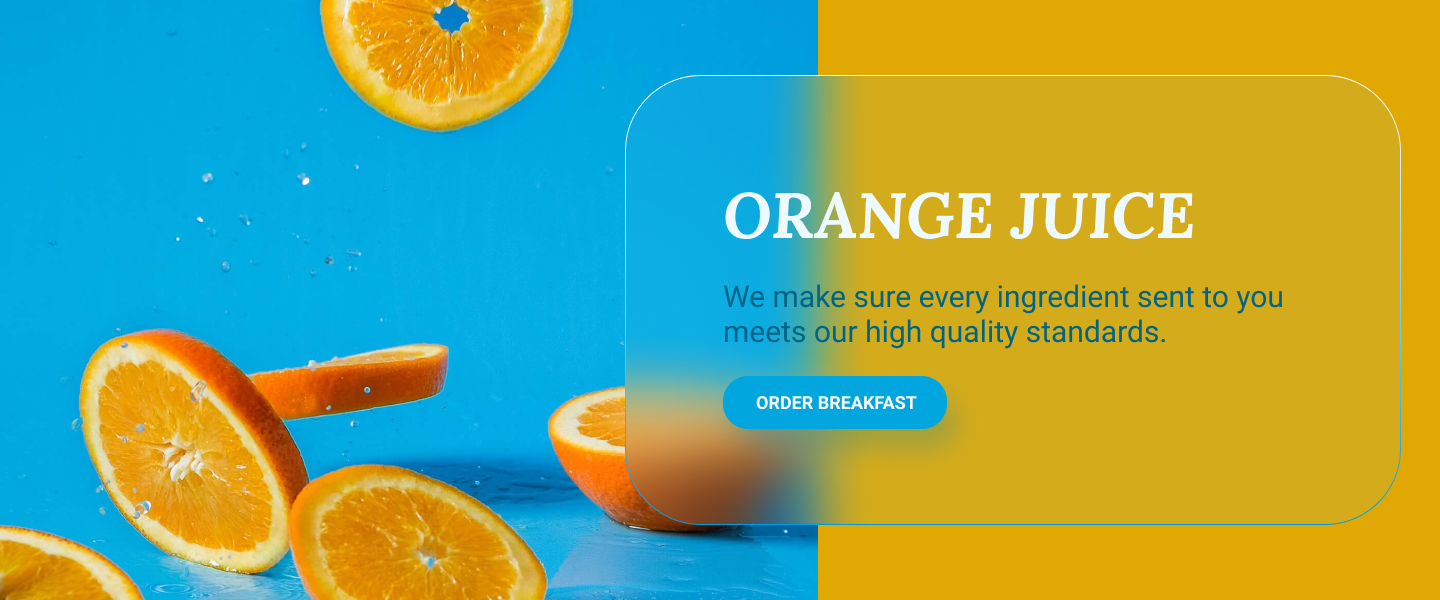 ORANGE JUICE
We make sure every ingredient sent to you
meets our high quality standards.
ORDER BREAKFAST